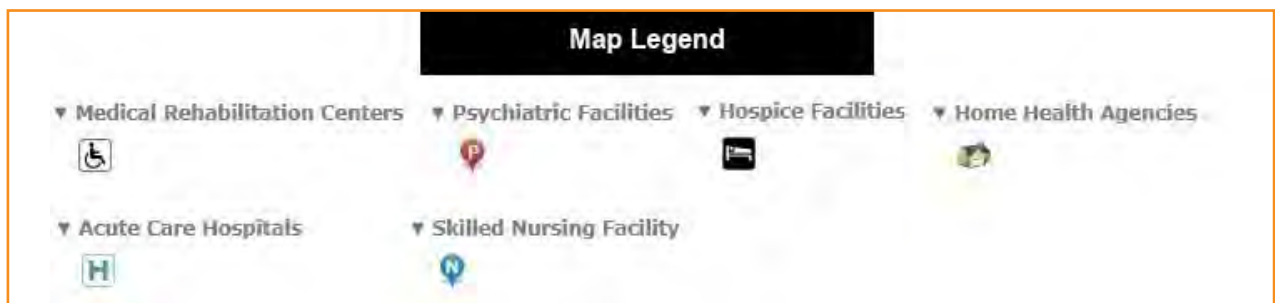 Map Legend
▼ Medical Rehabilitation Centers ▼ Psychiatric Facilities ▼ Hospice Facilities ▼ Home Health Agencies
P
▼ Acute Care Hospitals ▼ Skilled Nursing Facility
H N